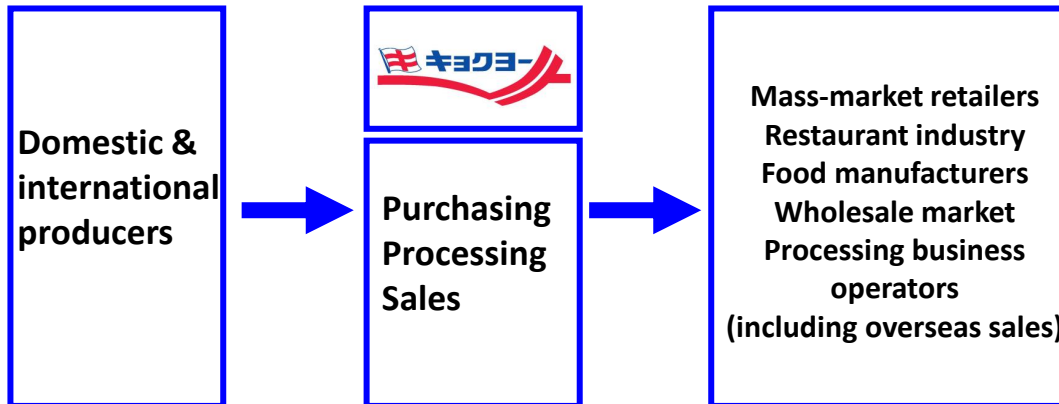 Domestic &
international
producers
キョクヨー
Purchasing
Processing
Sales
Mass-market retailers
Restaurant industry
Food manufacturers
Wholesale market
Processing business
operators
(including overseas sales)